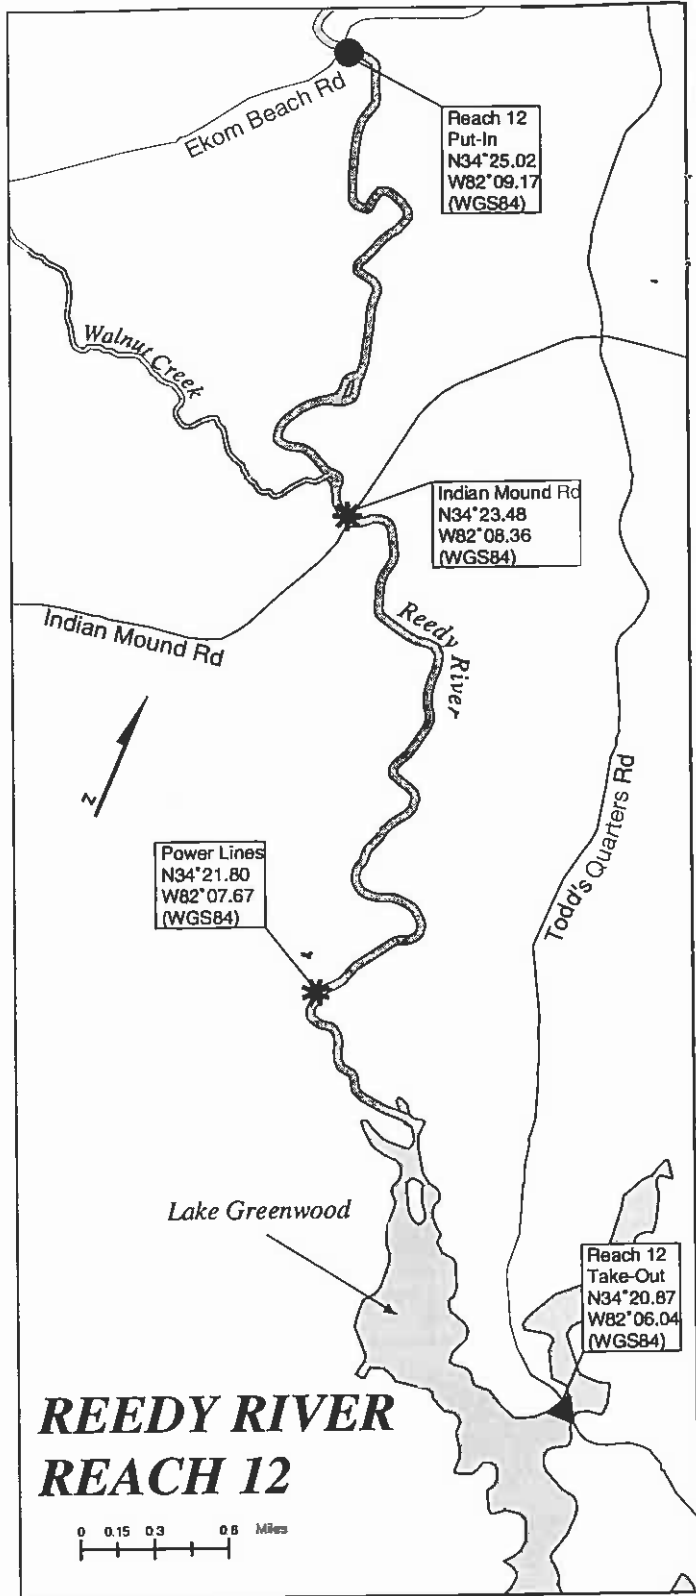 Ekom Beach Rd
Reach 12
Put-In
N34°25.02
W82°09.17
(WGS84)
Walnut Creek
Indian Mound Rd
N34°23.48
W82°08.36
(WGS84)
Reedy River
Indian Mound Rd
N
Todd's Quarters Rd
Power Lines
N34°21.80
W82°07.67
(WGS84)
Lake Greenwood
Reach 12
Take-Out
N34°20.87
W82°06.04
(WGS84)
REEDY RIVER
REACH 12
0 0.15 0.3 0.6 Miles